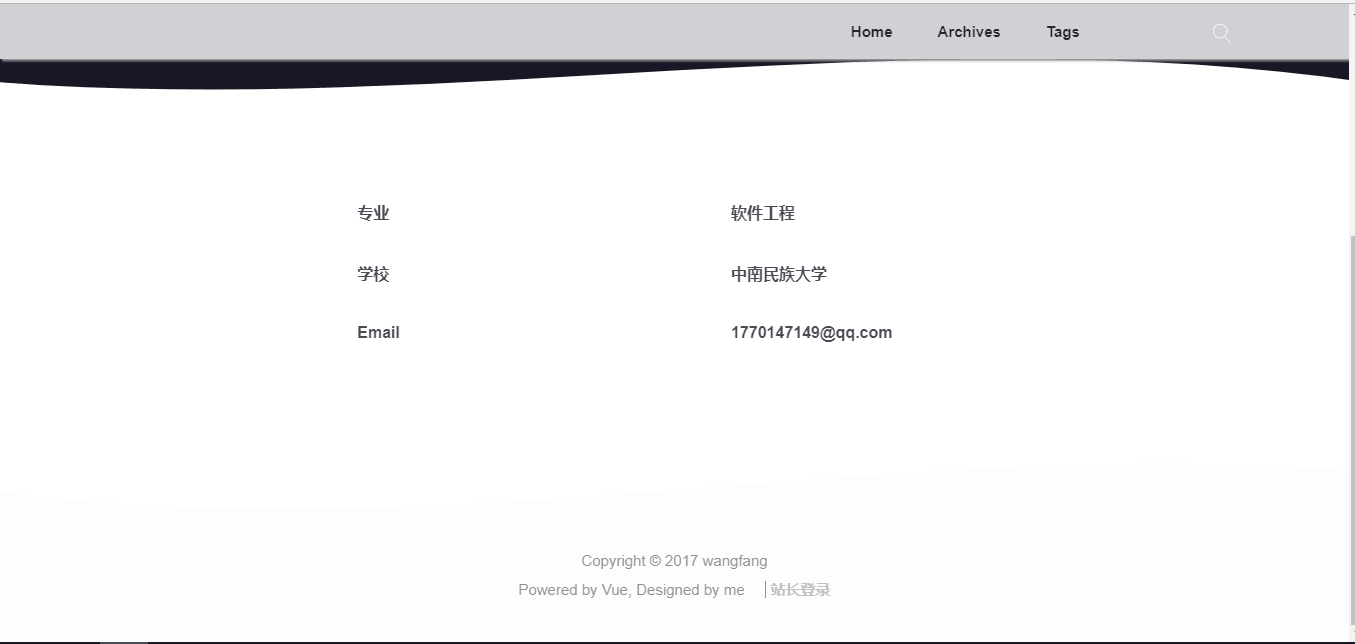 Home Archives Tags
专业 软件工程
学校 中南民族大学
Email 1770147149@qq.com
Copyright © 2017 wangfang
Powered by Vue, Designed by me | 站长登录